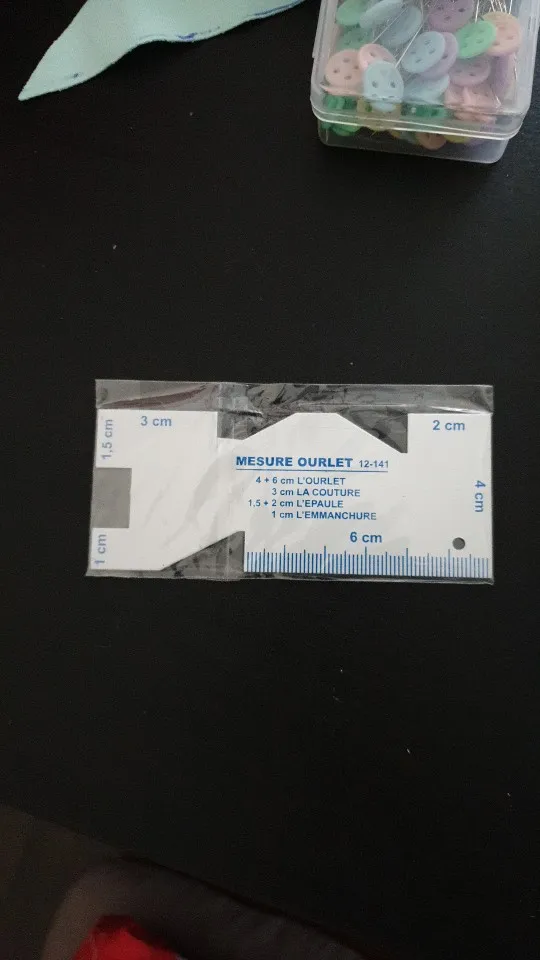 3 cm
2 cm
1,5 cm
MESURE OURLET 12-141
4 + 6 cm L'OURLET
3 cm LA COUTURE
1,5 + 2 cm L'EPAULE
1 cm L'EMMANCHURE
4 cm
6 cm
1 cm